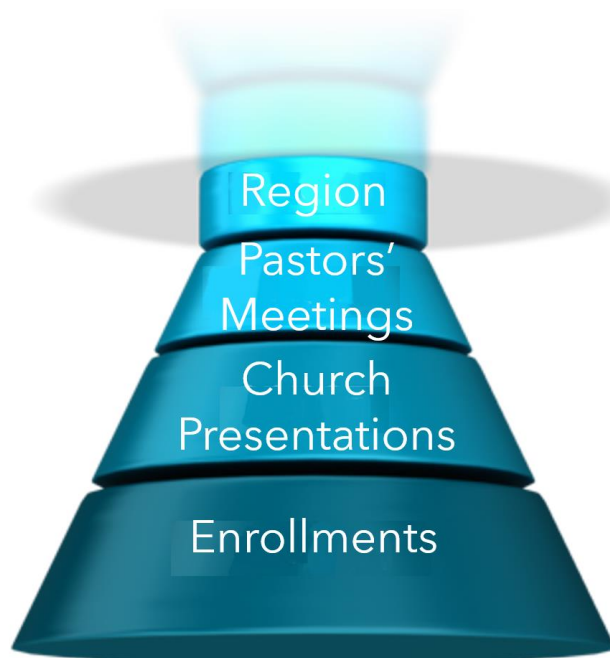 Region
Pastors’
Meetings
Church
Presentations
Enrollments